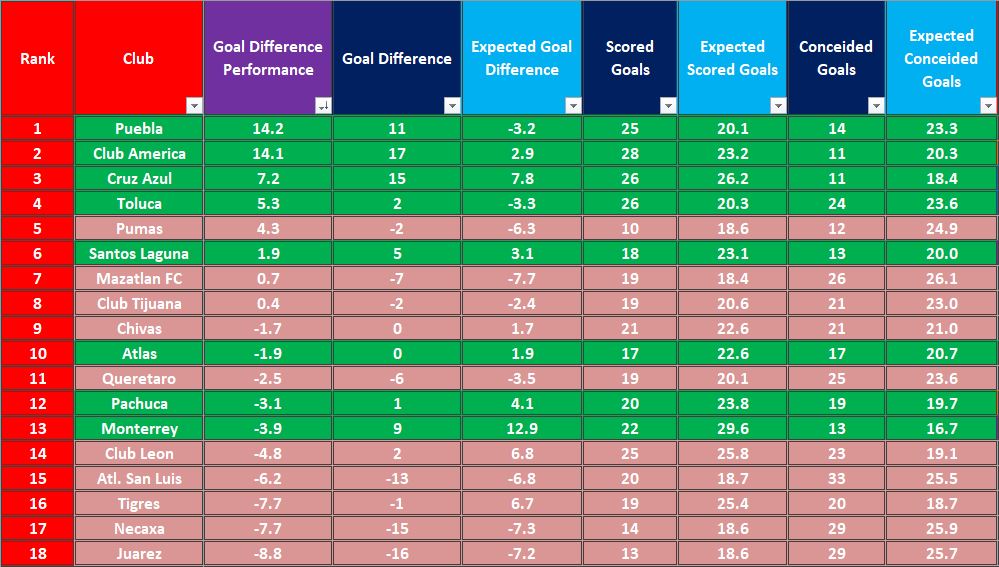 Rank Club Goal Difference Performance Goal Difference Expected Goal Difference Scored Goals Expected Scored Goals Conceided Goals Expected Conceided Goals
1 Puebla 14.2 11 -3.2 25 20.1 14 23.3
2 Club America 14.1 17 2.9 28 23.2 11 20.3
3 Cruz Azul 7.2 15 7.8 26 26.2 11 18.4
4 Toluca 5.3 2 -3.3 26 20.3 24 23.6
5 Pumas 4.3 -2 -6.3 10 18.6 12 24.9
6 Santos Laguna 1.9 5 3.1 18 23.1 13 20.0
7 Mazatlan FC 0.7 -7 -7.7 19 18.4 26 26.1
8 Club Tijuana 0.4 -2 -2.4 19 20.6 21 23.0
9 Chivas -1.7 0 1.7 21 22.6 21 21.0
10 Atlas -1.9 0 1.9 17 22.6 17 20.7
11 Queretaro -2.5 -6 -3.5 19 20.1 25 23.6
12 Pachuca -3.1 1 4.1 20 23.8 19 19.7
13 Monterrey -3.9 9 12.9 22 29.6 13 16.7
14 Club Leon -4.8 2 6.8 25 25.8 23 19.1
15 Atl. San Luis -6.2 -13 -6.8 20 18.7 33 25.5
16 Tigres -7.7 -1 6.7 19 25.4 20 18.7
17 Necaxa -7.7 -15 -7.3 14 18.6 29 25.9
18 Juarez -8.8 -16 -7.2 13 18.6 29 25.7